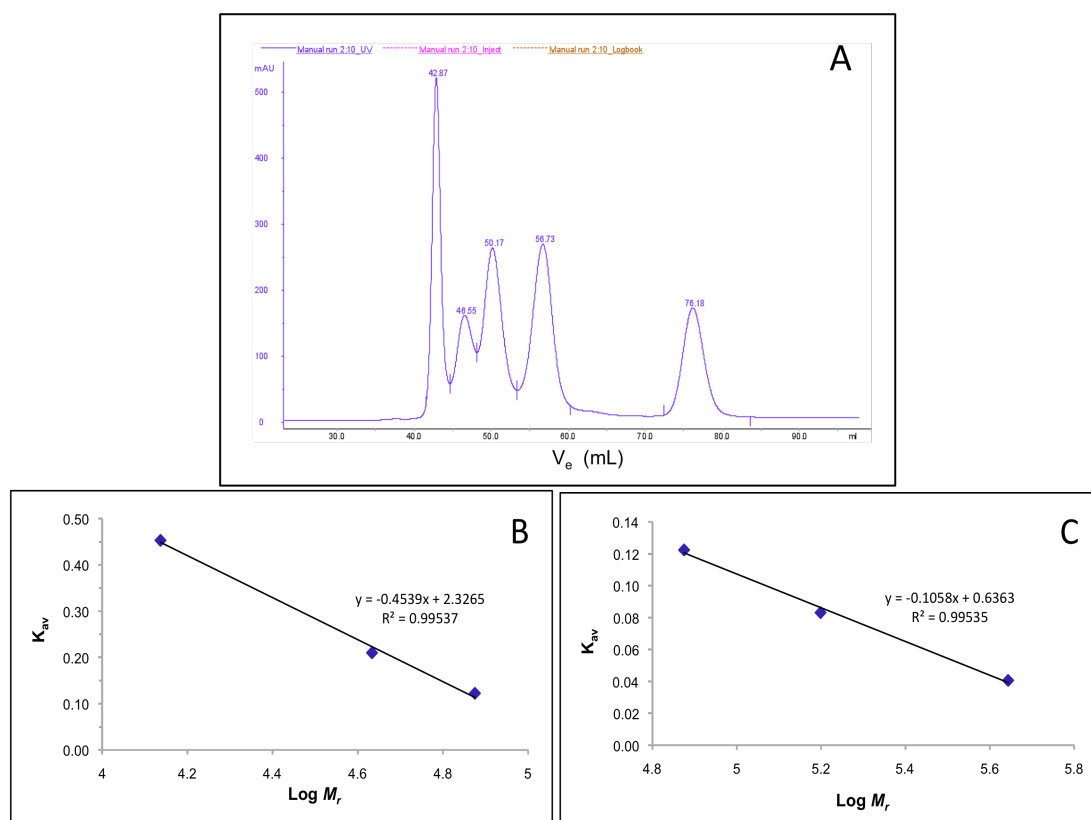 Manual run 2:10_UV Manual run 2:10_Inject Manual run 2:10_Logbook
A
mAU
42.87
500
400
300
50.17
56.73
200
46.55
76.18
100
0
30.0 40.0 50.0 60.0 70.0 80.0 90.0 ml
Vₑ (mL)
B
0.50
0.40
0.30
0.20
0.10
0.00
Kav
y = -0.4539x + 2.3265
R² = 0.99537
4 4.2 4.4 4.6 4.8 5
Log Mr
C
0.14
0.12
0.10
0.08
0.06
0.04
0.02
0.00
Kav
y = -0.1058x + 0.6363
R² = 0.99535
4.8 5 5.2 5.4 5.6 5.8
Log Mr